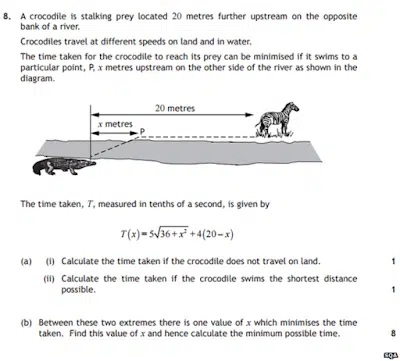 8. A crocodile is stalking prey located 20 metres further upstream on the opposite
bank of a river.
Crocodiles travel at different speeds on land and in water.
The time taken for the crocodile to reach its prey can be minimised if it swims to a
particular point, P, x metres upstream on the other side of the river as shown in the
diagram.
20 metres
x metres
P
The time taken, T, measured in tenths of a second, is given by
T(x)=5√36+x²+4(20−x)
(a) (i) Calculate the time taken if the crocodile does not travel on land. 1
(ii) Calculate the time taken if the crocodile swims the shortest distance
possible. 1
(b) Between these two extremes there is one value of x which minimises the time
taken. Find this value of x and hence calculate the minimum possible time. 8
SQA